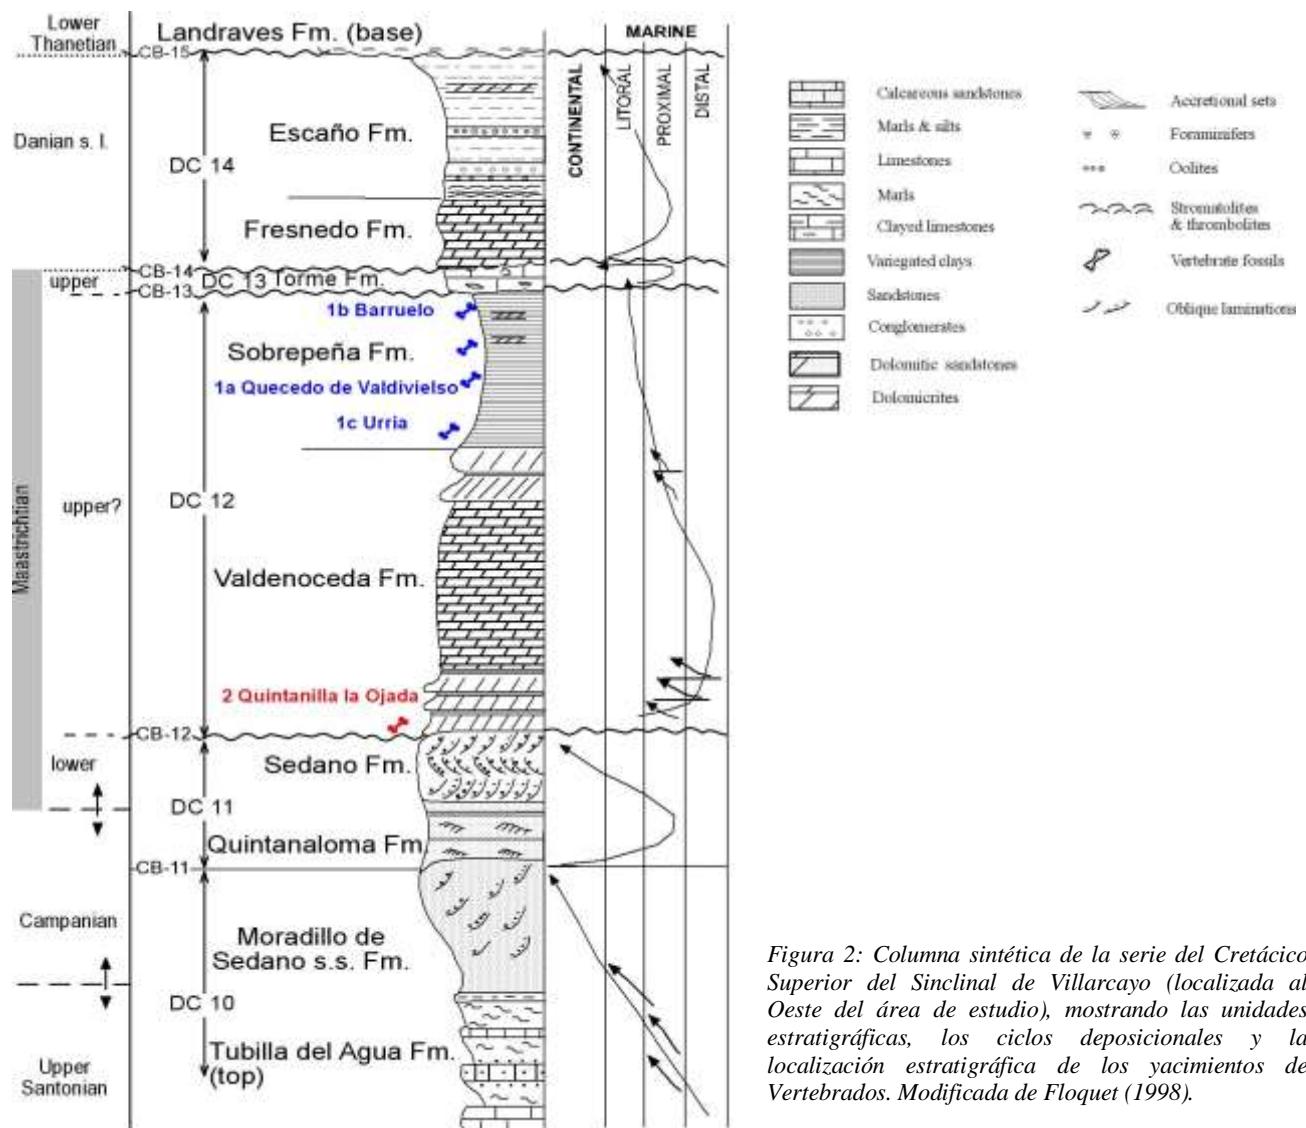 Lower
Thanetian
Landraves Fm. (base)
CB-15
MARINE
CONTINENTAL
LITORAL
PROXIMAL
DISTAL
Danian s. l.
DC 14
Escaño Fm.
Fresnedo Fm.
CB-14
upper
DC 13 Torme Fm.
CB-13
1b Barruelo
Sobrepeña Fm.
1a Quecedo de Valdivielso
1c Urria
Maastrichtian
upper?
DC 12
Valdenoceda Fm.
2 Quintanilla la Ojada
CB-12
lower
Sedano Fm.
DC 11
Quintanaloma Fm
CB-11
Campanian
Moradillo de
Sedano s.s. Fm.
DC 10
Tubilla del Agua Fm.
(top)
Upper
Santonian
Calcareous sandstones
Marls & silts
Limestones
Marls
Clayed limestones
Variegated clays
Sandstones
Conglomerates
Dolomitic sandstones
Dolomicrites
Accretional sets
Foraminifers
Oolites
Stromatolites
& thrombolites
Vertebrate fossils
Oblique laminations
Figura 2: Columna sintética de la serie del Cretácico
Superior del Sinclinal de Villarcayo (localizada al
Oeste del área de estudio), mostrando las unidades
estratigráficas, los ciclos deposicionales y la
localización estratigráfica de los yacimientos de
Vertebrados. Modificada de Floquet (1998).